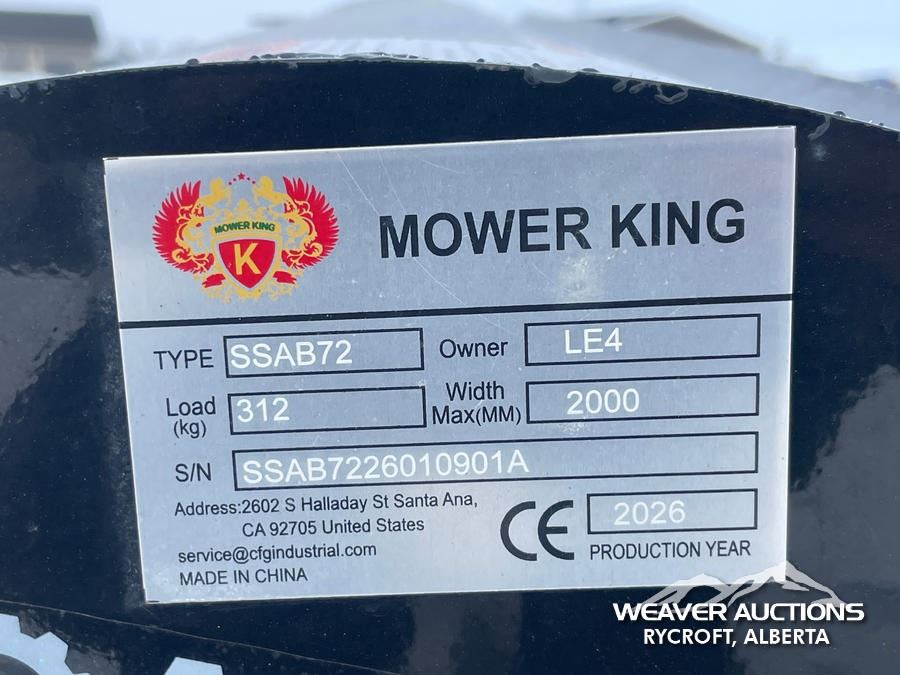 MOWER KING
K
MOWER KING
TYPE SSAB72 Owner LE4
Load (kg) 312 Width Max(MM) 2000
S/N SSAB7226010901A
Address:2602 S Halladay St Santa Ana,
CA 92705 United States
service@cfgindustrial.com
MADE IN CHINA
CE 2026
PRODUCTION YEAR
WEAVER AUCTIONS
RYCROFT, ALBERTA